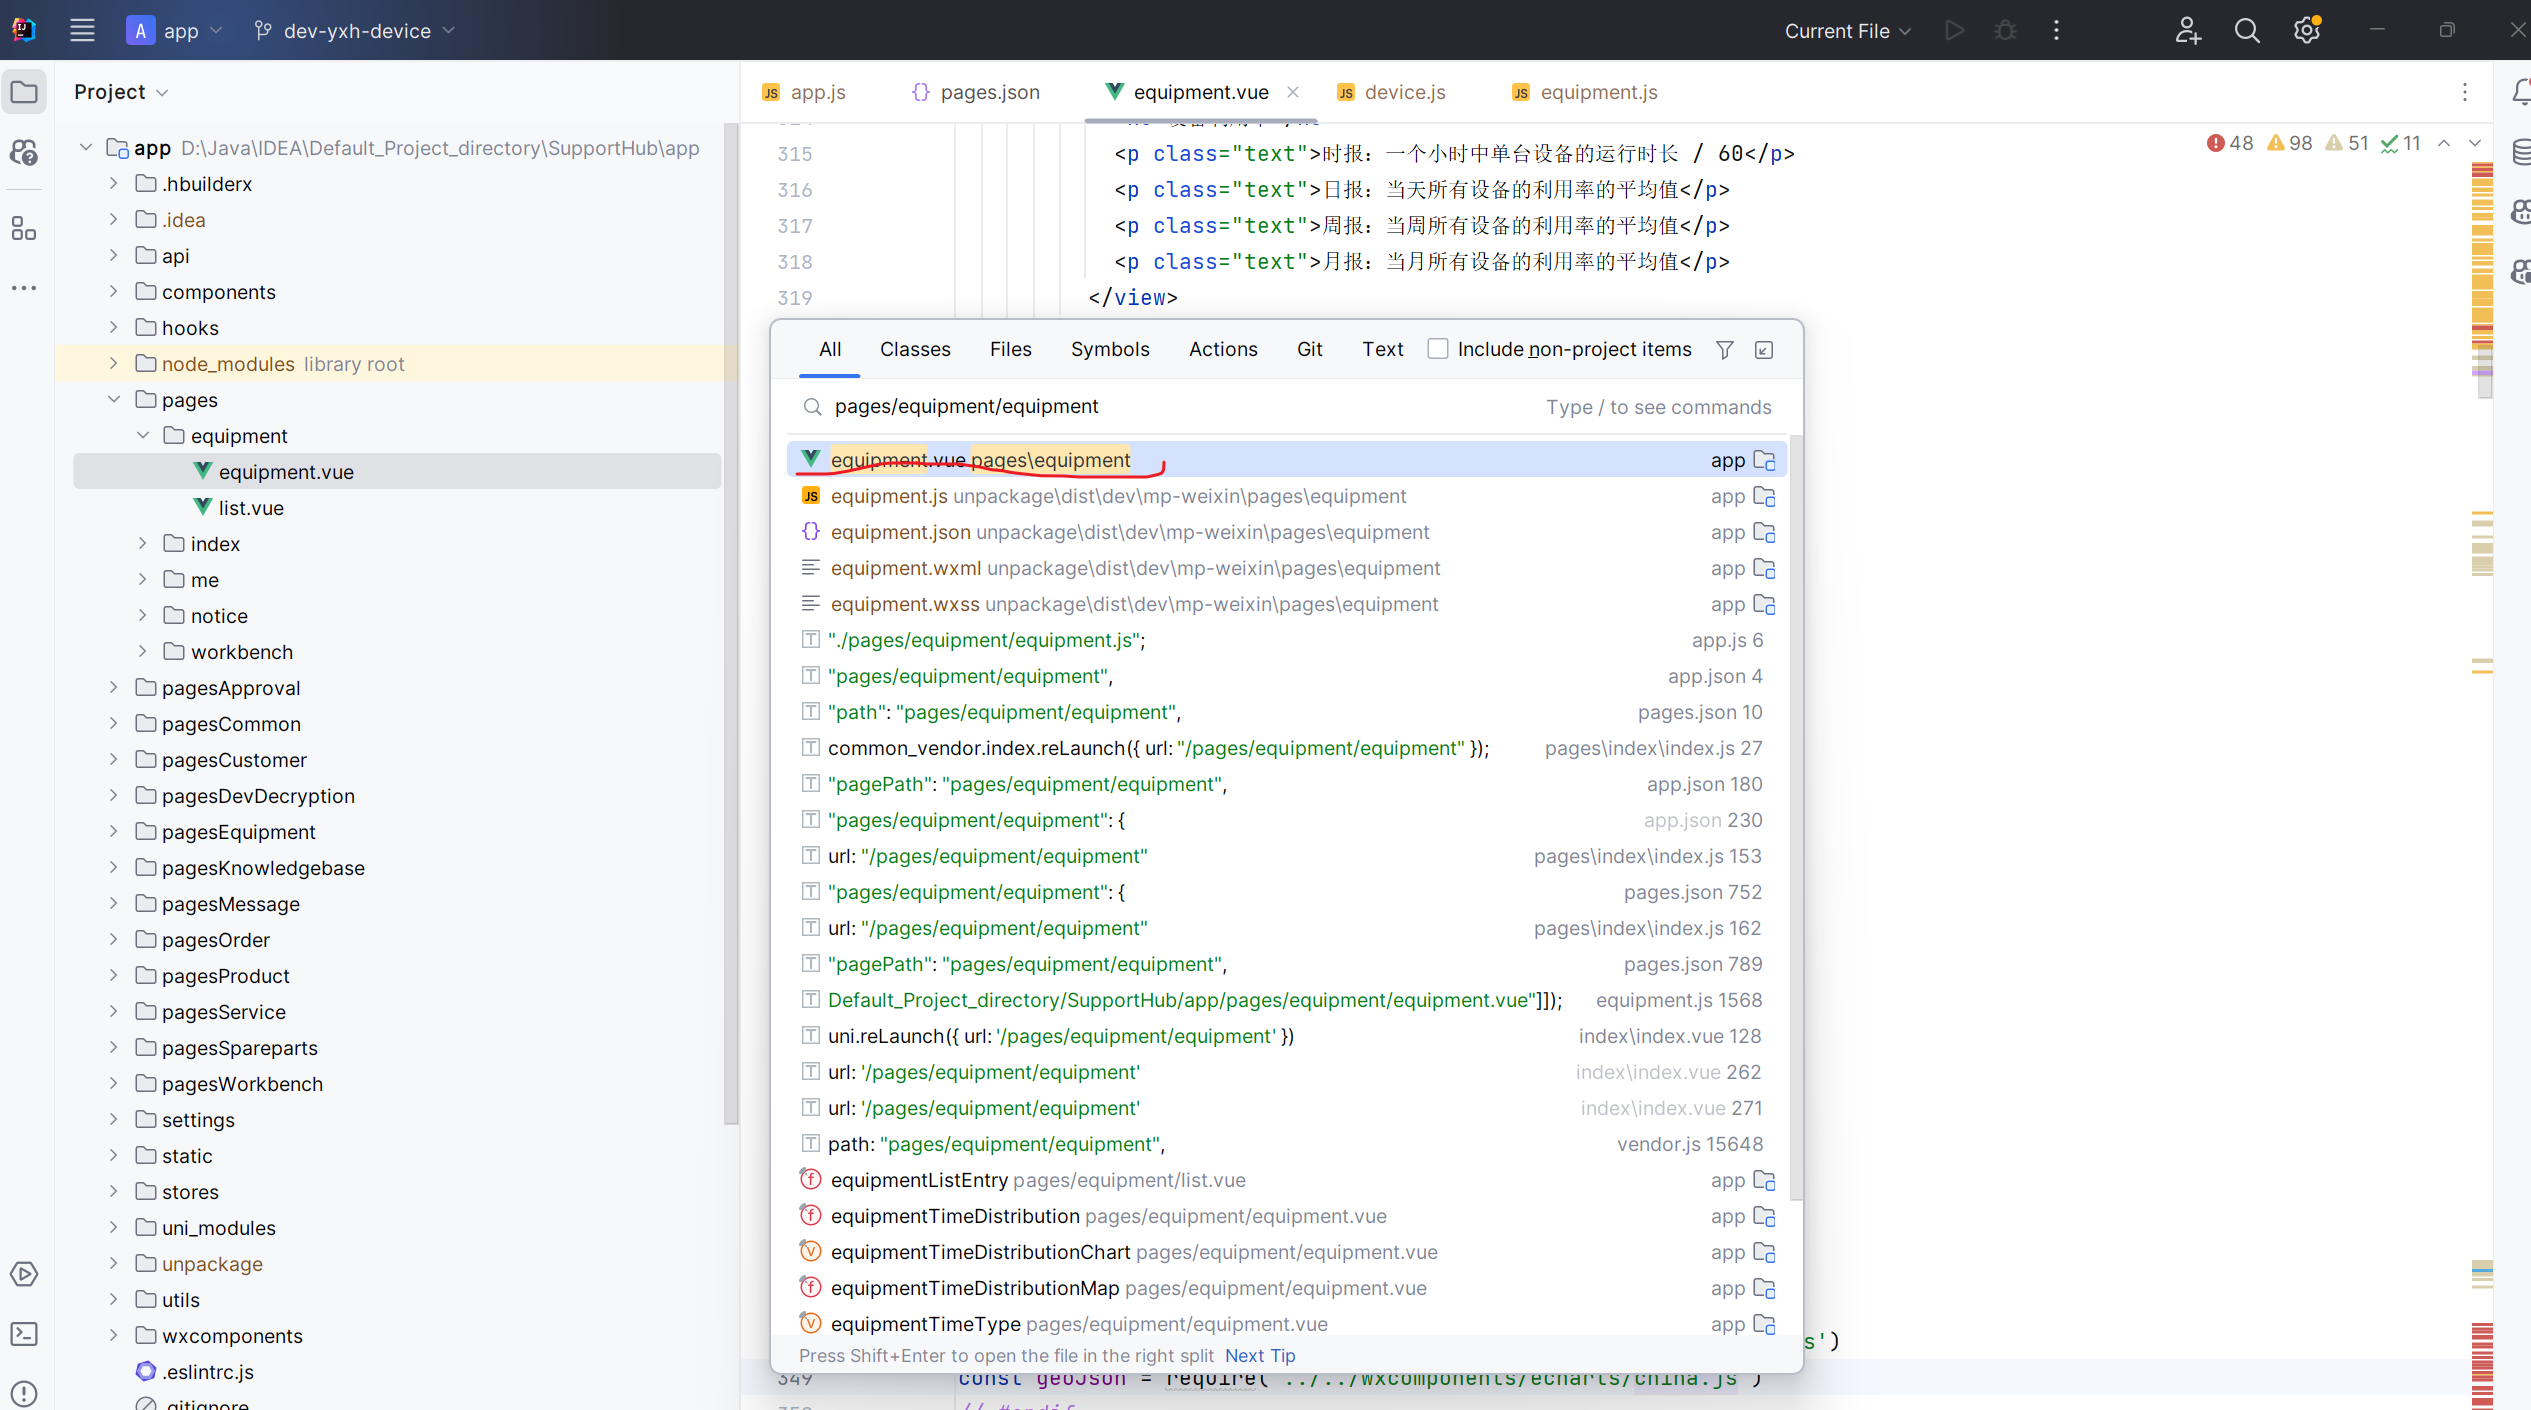 A app dev-yxh-device Current File
Project
app D:\Java\IDEA\Default_Project_directory\SupportHub\app
.hbuilderx
.idea
api
components
hooks
node_modules library root
pages
equipment
equipment.vue
list.vue
index
me
notice
workbench
pagesApproval
pagesCommon
pagesCustomer
pagesDevDecryption
pagesEquipment
pagesKnowledgebase
pagesMessage
pagesOrder
pagesProduct
pagesService
pagesSpareparts
pagesWorkbench
settings
static
stores
uni_modules
unpackage
utils
wxcomponents
.eslintrc.js
.gitignore
app.js pages.json equipment.vue device.js equipment.js
48 98 51 11
315 <p class="text">时报：一个小时中单台设备的运行时长 / 60</p>
316 <p class="text">日报：当天所有设备的利用率的平均值</p>
317 <p class="text">周报：当周所有设备的利用率的平均值</p>
318 <p class="text">月报：当月所有设备的利用率的平均值</p>
319 </view>
All Classes Files Symbols Actions Git Text Include non-project items
pages/equipment/equipment Type / to see commands
equipment.vue pages\equipment app
equipment.js unpackage\dist\dev\mp-weixin\pages\equipment app
equipment.json unpackage\dist\dev\mp-weixin\pages\equipment app
equipment.wxml unpackage\dist\dev\mp-weixin\pages\equipment app
equipment.wxss unpackage\dist\dev\mp-weixin\pages\equipment app
"./pages/equipment/equipment.js"; app.js 6
"pages/equipment/equipment", app.json 4
"path": "pages/equipment/equipment", pages.json 10
common_vendor.index.reLaunch({ url: "/pages/equipment/equipment" }); pages\index\index.js 27
"pagePath": "pages/equipment/equipment", app.json 180
"pages/equipment/equipment": { app.json 230
url: "/pages/equipment/equipment" pages\index\index.js 153
"pages/equipment/equipment": { pages.json 752
url: "/pages/equipment/equipment" pages\index\index.js 162
"pagePath": "pages/equipment/equipment", pages.json 789
Default_Project_directory/SupportHub/app/pages/equipment/equipment.vue"]]); equipment.js 1568
uni.reLaunch({ url: '/pages/equipment/equipment' }) index\index.vue 128
url: '/pages/equipment/equipment' index\index.vue 262
url: '/pages/equipment/equipment' index\index.vue 271
path: "pages/equipment/equipment", vendor.js 15648
equipmentListEntry pages/equipment/list.vue app
equipmentTimeDistribution pages/equipment/equipment.vue app
equipmentTimeDistributionChart pages/equipment/equipment.vue app
equipmentTimeDistributionMap pages/equipment/equipment.vue app
equipmentTimeType pages/equipment/equipment.vue app
Press Shift+Enter to open the file in the right split Next Tip
s')
349 const geoJson = require('../../wxcomponents/echarts/china.js')